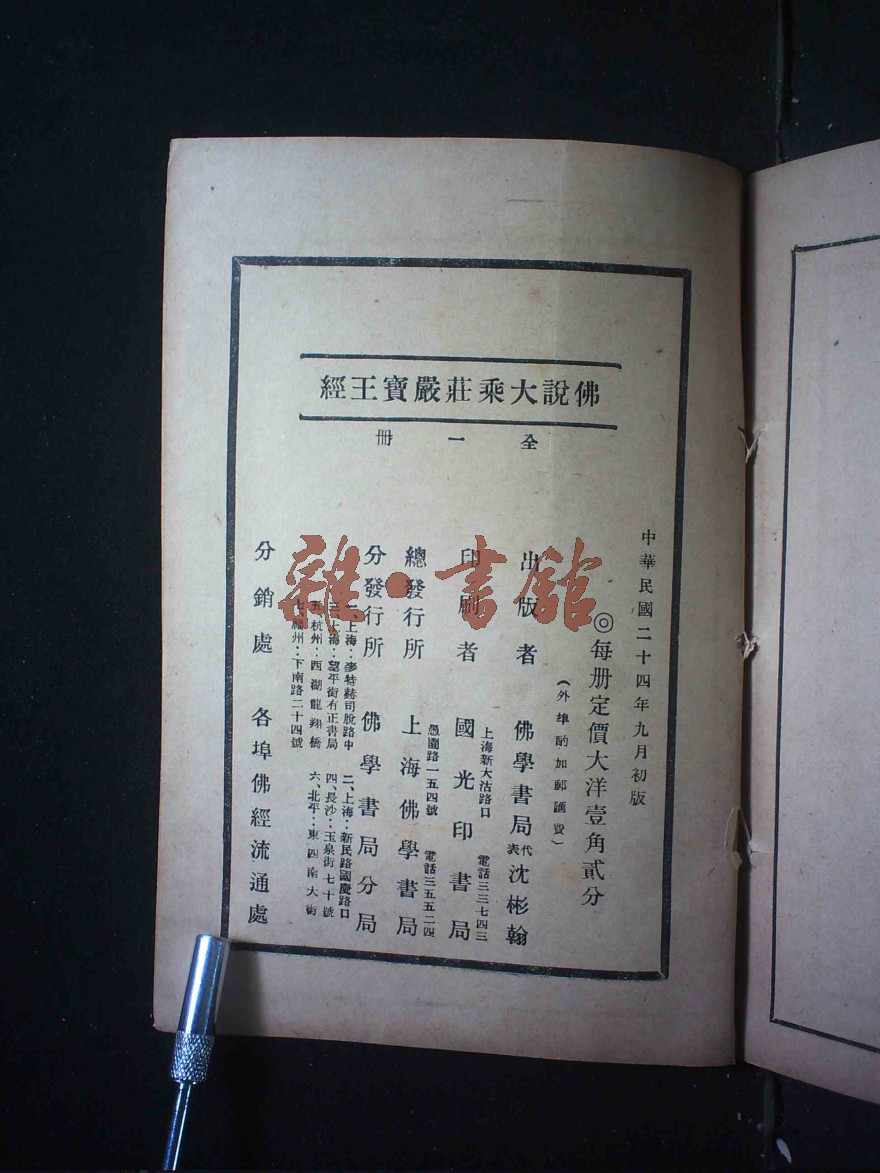 佛說大乘莊嚴寶王經
全一冊
中華民國二十四年九月初版
◎每册定價大洋壹角貳分
（外埠酌加郵匯費）
出版者 佛學書局代表沈彬翰
上海新大沽路口 電話三三七四三
印刷者 國光印書局
愚園路一五四號 電話三五五二四
總發行所 上海佛學書局
分發行所 佛學書局分局
一、上海：麥特赫司脫路中 二、上海：新民路國慶路口
三、上海：望平街有正書局 四、長沙：玉泉街七十號
五、杭州：西湖龍翔橋 六、北平：東四南大街
七、福州：下南路二十四號
分銷處 各埠佛經流通處
雜·書館